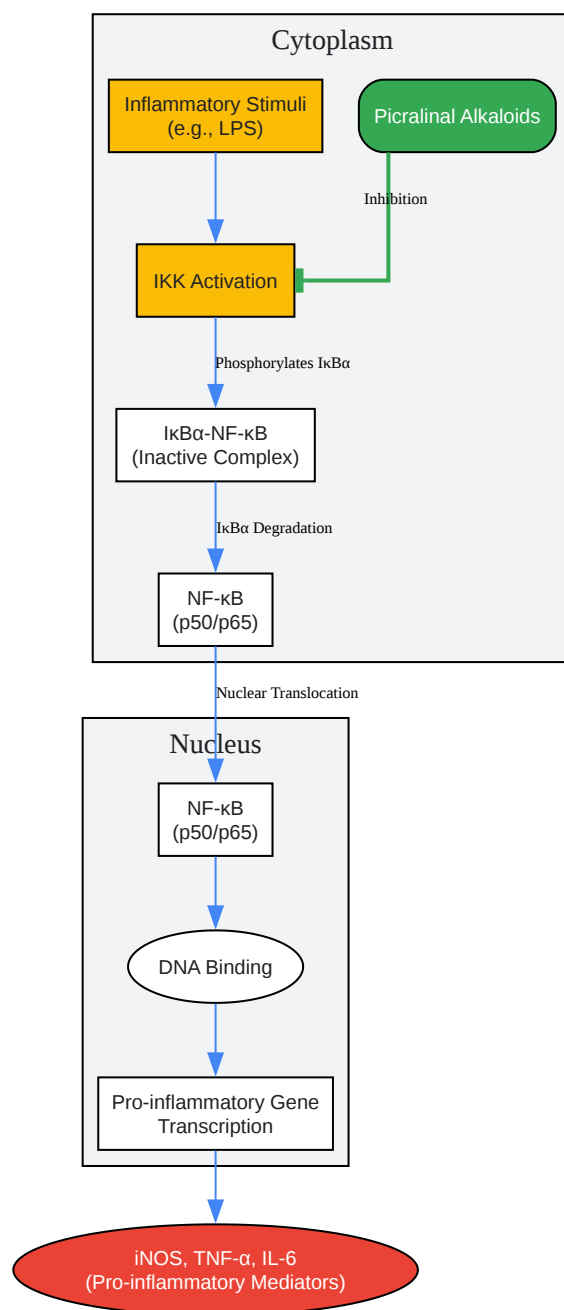 Cytoplasm
Inflammatory Stimuli
(e.g., LPS)
Picralinal Alkaloids
Inhibition
IKK Activation
Phosphorylates IκBα
IκBα-NF-κB
(Inactive Complex)
IκBα Degradation
NF-κB
(p50/p65)
Nuclear Translocation
Nucleus
NF-κB
(p50/p65)
DNA Binding
Pro-inflammatory Gene
Transcription
iNOS, TNF-α, IL-6
(Pro-inflammatory Mediators)